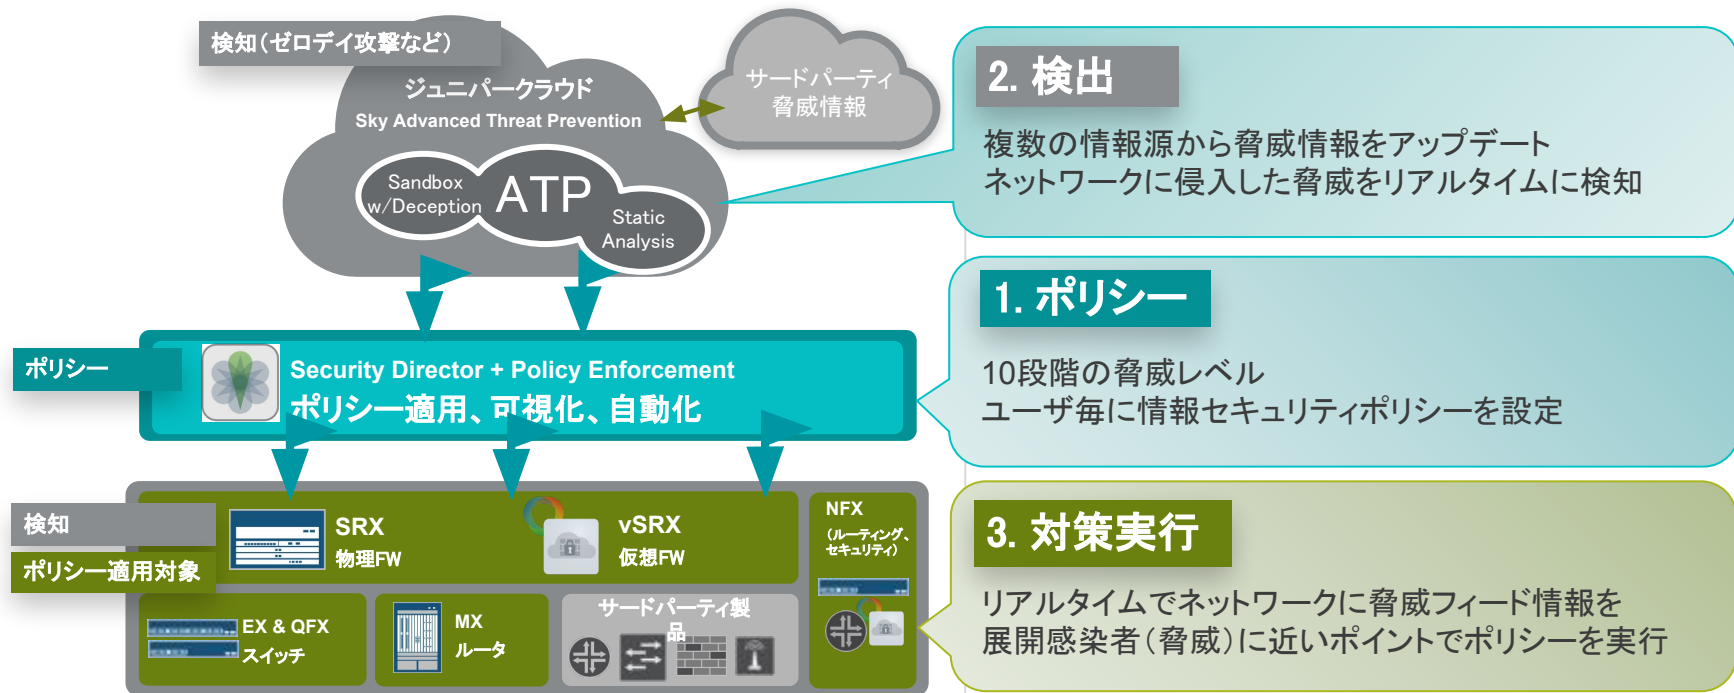 検知（ゼロデイ攻撃など）
ジュニパークラウド
Sky Advanced Threat Prevention
サードパーティ
脅威情報
Sandbox
w/Deception
ATP
Static
Analysis
2. 検出
複数の情報源から脅威情報をアップデート
ネットワークに侵入した脅威をリアルタイムに検知
ポリシー
Security Director + Policy Enforcement
ポリシー適用、可視化、自動化
1. ポリシー
10段階の脅威レベル
ユーザ毎に情報セキュリティポリシーを設定
検知
ポリシー適用対象
SRX
物理FW
vSRX
仮想FW
NFX
（ルーティング、
セキュリティ）
EX & QFX
スイッチ
MX
ルータ
サードパーティ製
品
3. 対策実行
リアルタイムでネットワークに脅威フィード情報を
展開感染者（脅威）に近いポイントでポリシーを実行